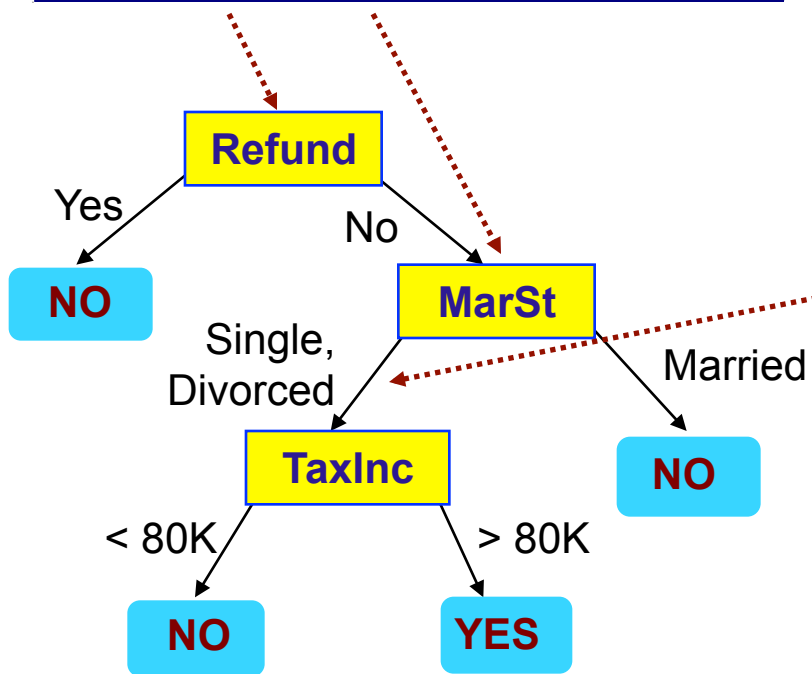 Refund
Yes
No
NO
MarSt
Single,
Divorced
Married
TaxInc
NO
< 80K
> 80K
NO
YES